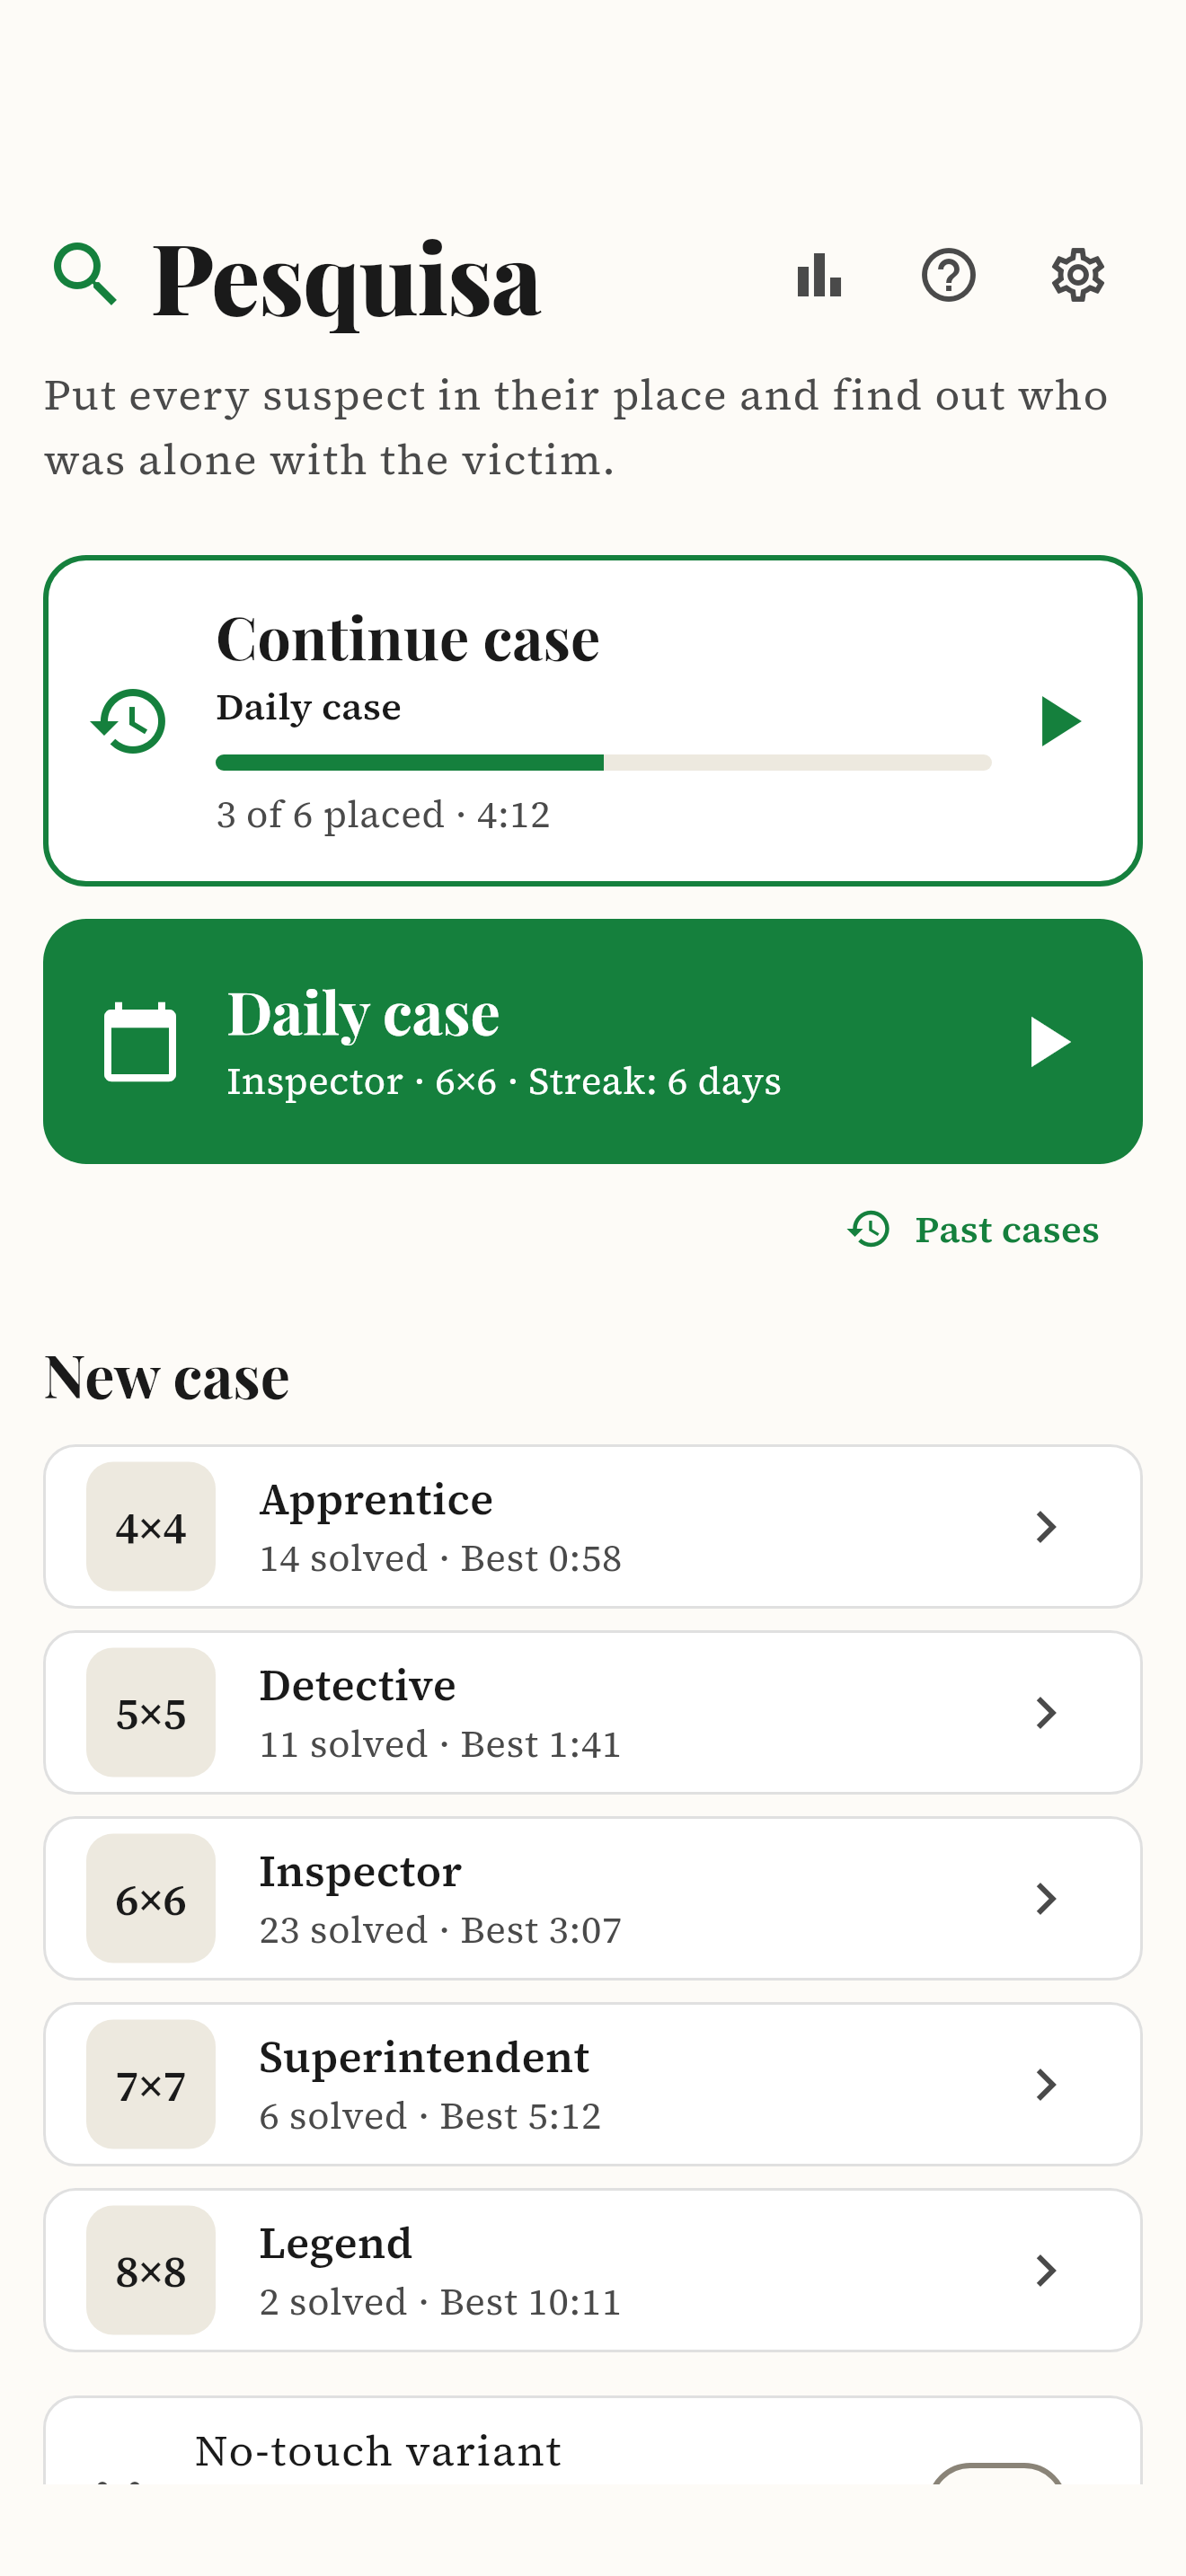 Pesquisa
Put every suspect in their place and find out who
was alone with the victim.
Continue case
Daily case
3 of 6 placed · 4:12
Daily case
Inspector · 6×6 · Streak: 6 days
Past cases
New case
4×4
Apprentice
14 solved · Best 0:58
5×5
Detective
11 solved · Best 1:41
6×6
Inspector
23 solved · Best 3:07
7×7
Superintendent
6 solved · Best 5:12
8×8
Legend
2 solved · Best 10:11
No-touch variant